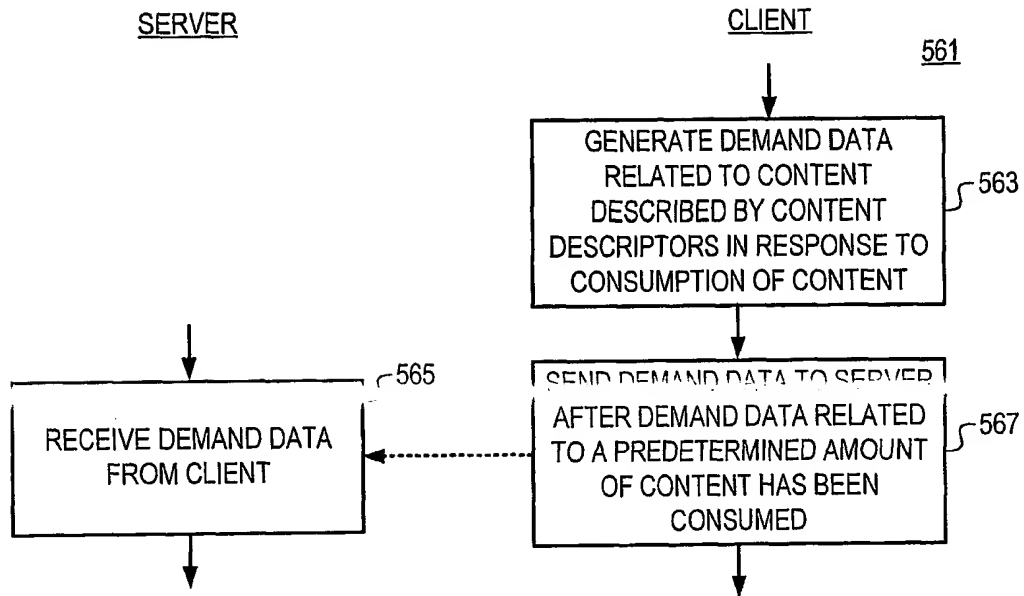 SERVER
CLIENT
561
GENERATE DEMAND DATA
RELATED TO CONTENT
DESCRIBED BY CONTENT
DESCRIPTORS IN RESPONSE TO
CONSUMPTION OF CONTENT
563
565
RECEIVE DEMAND DATA
FROM CLIENT
SEND DEMAND DATA TO SERVER
AFTER DEMAND DATA RELATED
TO A PREDETERMINED AMOUNT
OF CONTENT HAS BEEN
CONSUMED
567